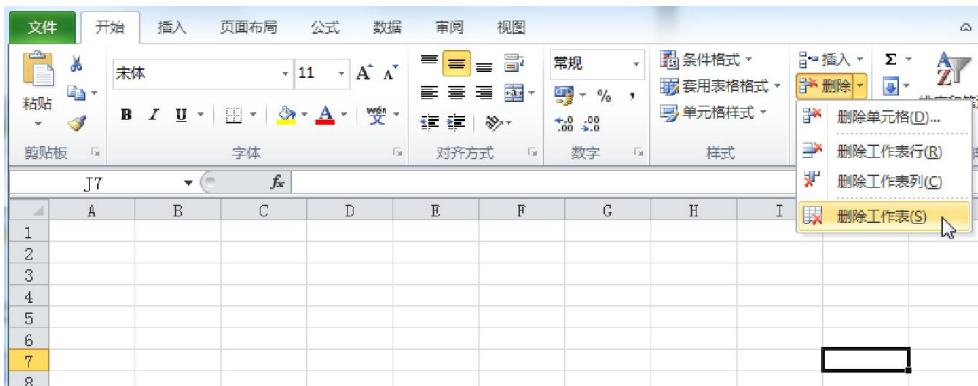 文件 开始 插入 页面布局 公式 数据 审阅 视图
宋体 11 A A 常规 条件格式 插入 Σ
粘贴 套用表格格式 删除
B I U A wén 变 % , 单元格样式 删除单元格(D)...
剪贴板 字体 对齐方式 数字 样式 删除工作表行(R)
删除工作表列(C)
J7 fx
删除工作表(S)
A B C D E F G H I
1
2
3
4
5
6
7
8